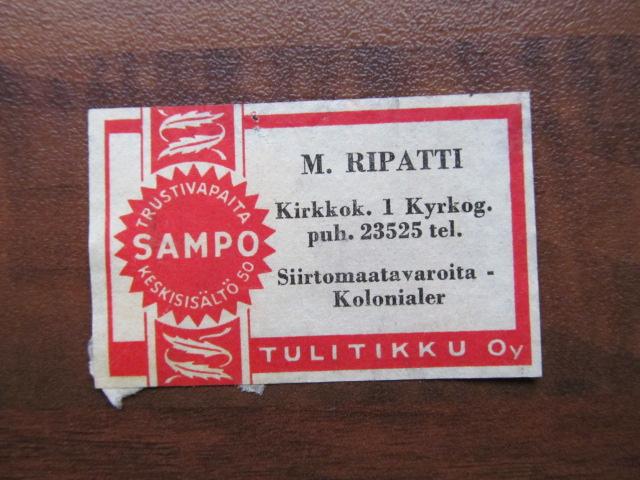 TRUSTIVAPAITA
SAMPO
KESKISISÄLTÖ 50
M. RIPATTI
Kirkkok. 1 Kyrkog.
puh. 23525 tel.
Siirtomaatavaroita -
Kolonialer
TULITIKKU Oy